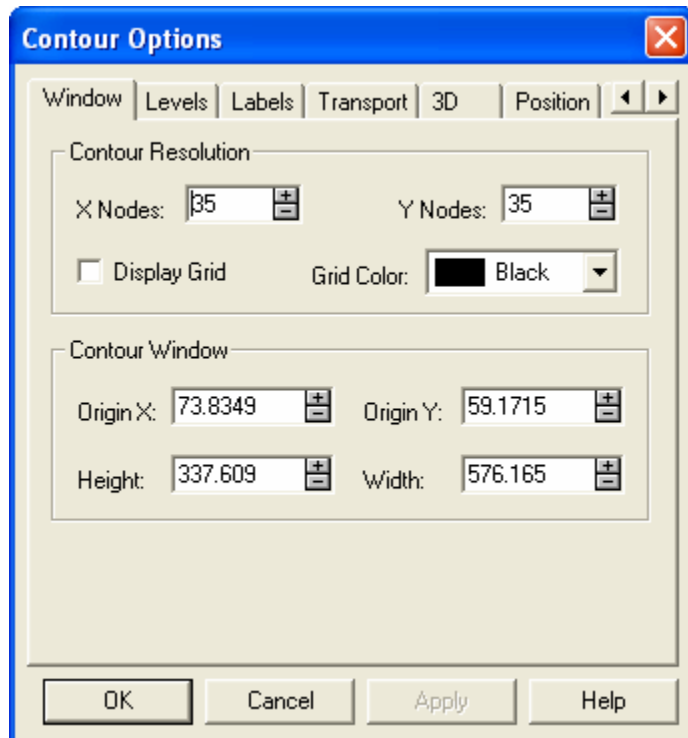 Contour Options
Window Levels Labels Transport 3D Position
Contour Resolution
X Nodes: 35 Y Nodes: 35
Display Grid Grid Color: Black
Contour Window
Origin X: 73.8349 Origin Y: 59.1715
Height: 337.609 Width: 576.165
OK Cancel Apply Help